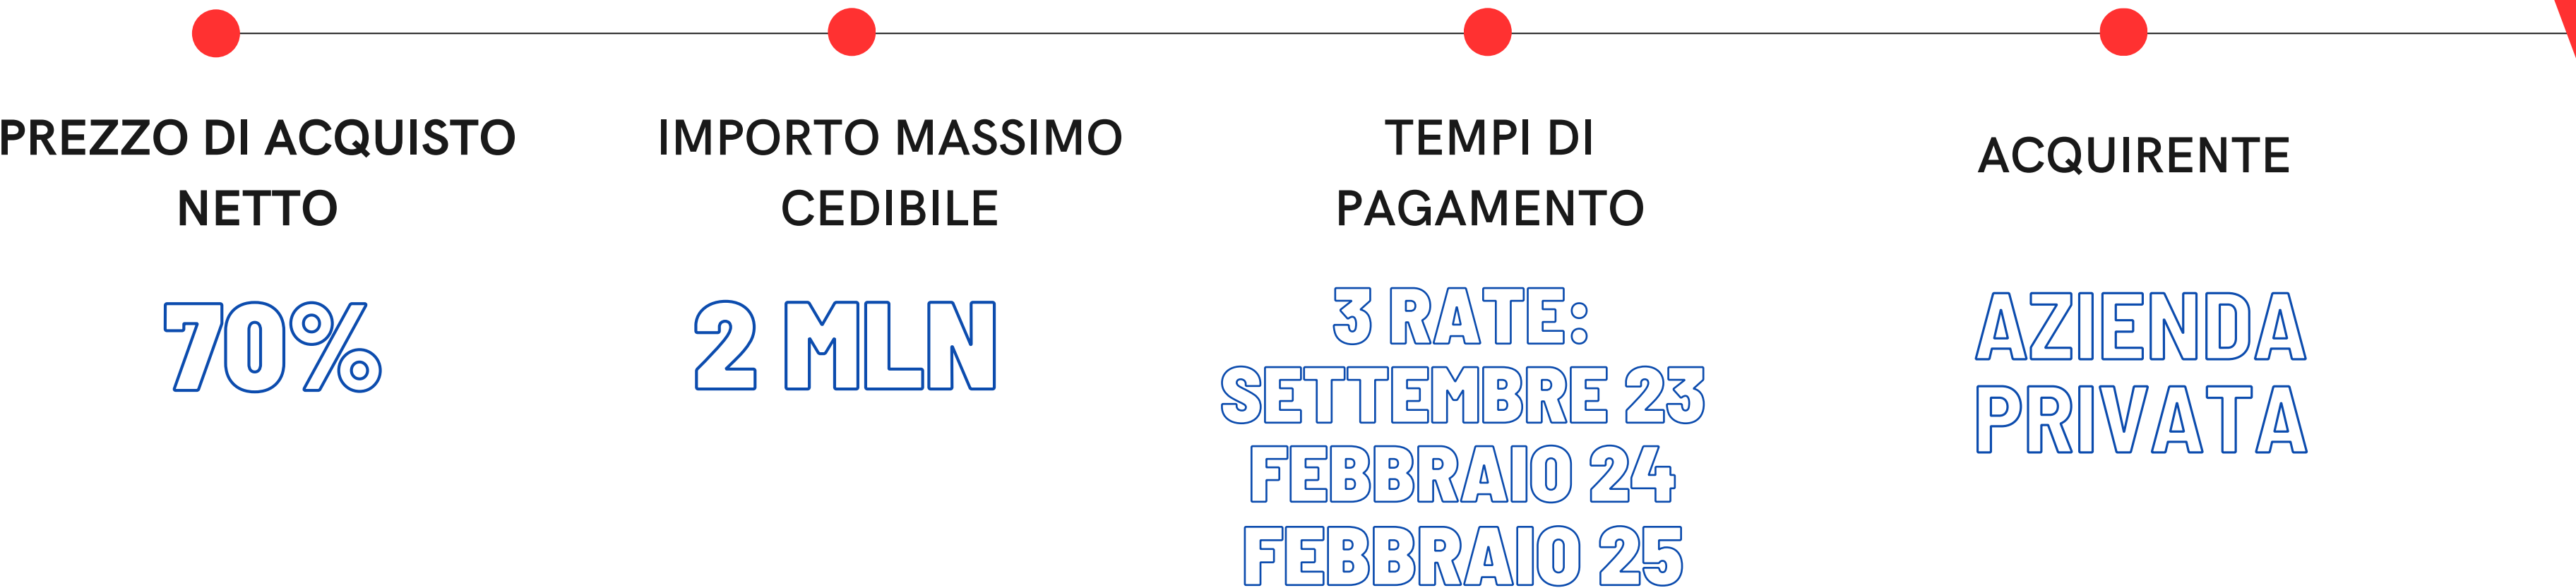 PREZZO DI ACQUISTO
NETTO
70%
IMPORTO MASSIMO
CEDIBILE
2 MLN
TEMPI DI
PAGAMENTO
3 RATE:
SETTEMBRE 23
FEBBRAIO 24
FEBBRAIO 25
ACQUIRENTE
AZIENDA
PRIVATA